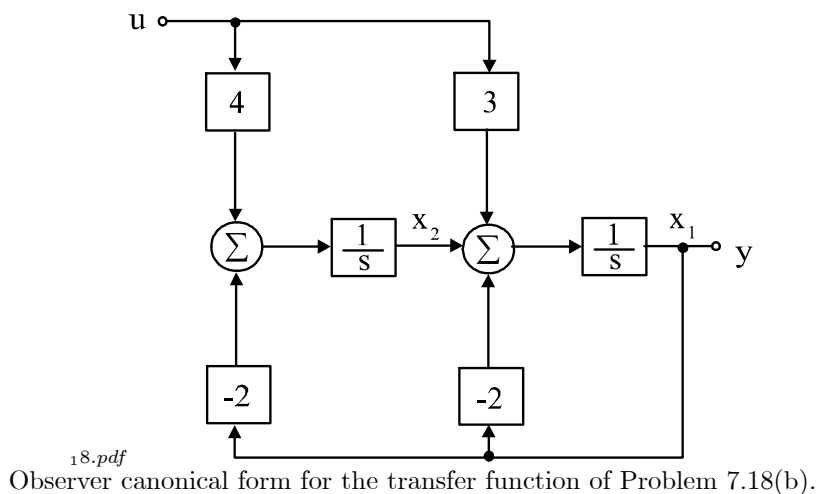 u
4 3
x2 x1
Σ 1/s Σ 1/s y
-2 -2
18.pdf
Observer canonical form for the transfer function of Problem 7.18(b).